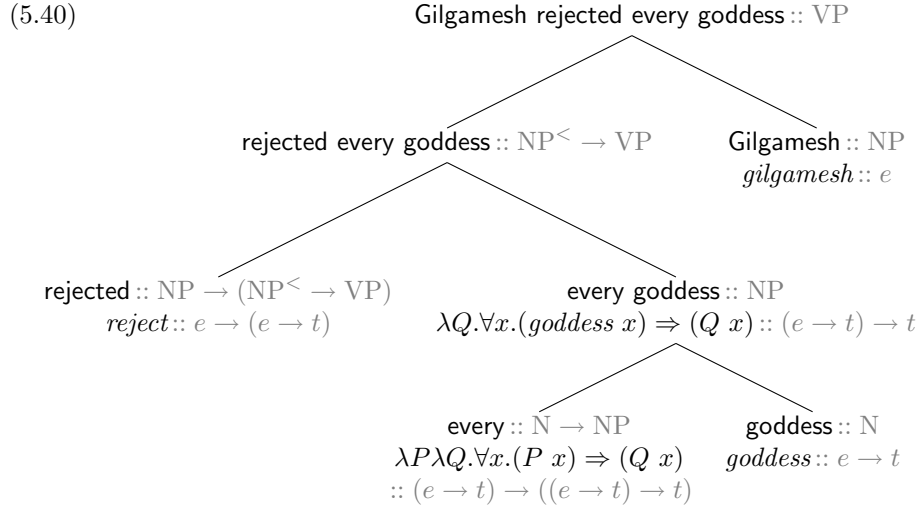 (5.40)
Gilgamesh rejected every goddess :: VP
rejected every goddess :: NP< → VP
Gilgamesh :: NP
gilgamesh :: e
rejected :: NP → (NP< → VP)
reject :: e → (e → t)
every goddess :: NP
λQ.∀x.(goddess x) ⇒ (Q x) :: (e → t) → t
every :: N → NP
λPλQ.∀x.(P x) ⇒ (Q x)
:: (e → t) → ((e → t) → t)
goddess :: N
goddess :: e → t